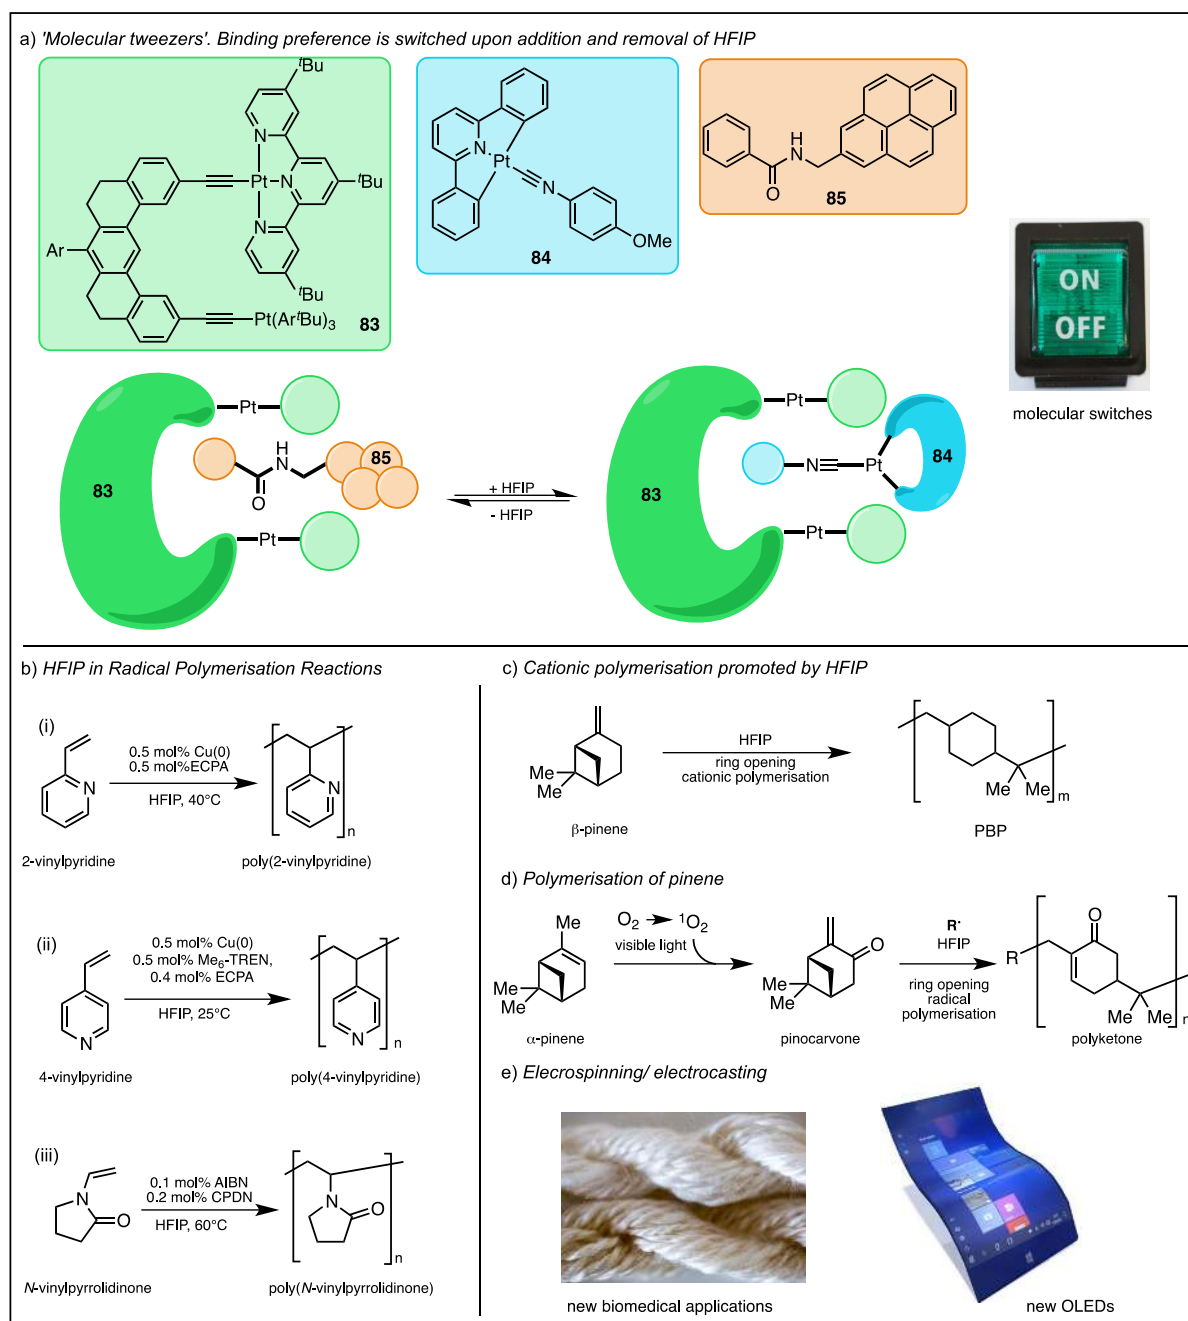 a) 'Molecular tweezers'. Binding preference is switched upon addition and removal of HFIP
tBu
N
Pt
N
tBu
N
Ar
tBu
Pt(ArtBu)3
83
N
Pt
N
OMe
84
H
N
O
85
ON
OFF
molecular switches
Pt
H
N
O
85
83
Pt
+ HFIP
- HFIP
Pt
N
Pt
84
83
Pt
b) HFIP in Radical Polymerisation Reactions
(i)
N
2-vinylpyridine
0.5 mol% Cu(0)
0.5 mol%ECPA
HFIP, 40°C
N
n
poly(2-vinylpyridine)
(ii)
N
4-vinylpyridine
0.5 mol% Cu(0)
0.5 mol% Me6-TREN,
0.4 mol% ECPA
HFIP, 25°C
N
n
poly(4-vinylpyridine)
(iii)
N
O
N-vinylpyrrolidinone
0.1 mol% AIBN
0.2 mol% CPDN
HFIP, 60°C
N
O
n
poly(N-vinylpyrrolidinone)
c) Cationic polymerisation promoted by HFIP
Me
Me
β-pinene
HFIP
ring opening
cationic polymerisation
Me Me
m
PBP
d) Polymerisation of pinene
Me
Me
Me
α-pinene
O2 1O2
visible light
O
Me
Me
pinocarvone
R·
HFIP
ring opening
radical
polymerisation
R
O
Me Me
n
polyketone
e) Elecrospinning/ electrocasting
new biomedical applications
new OLEDs